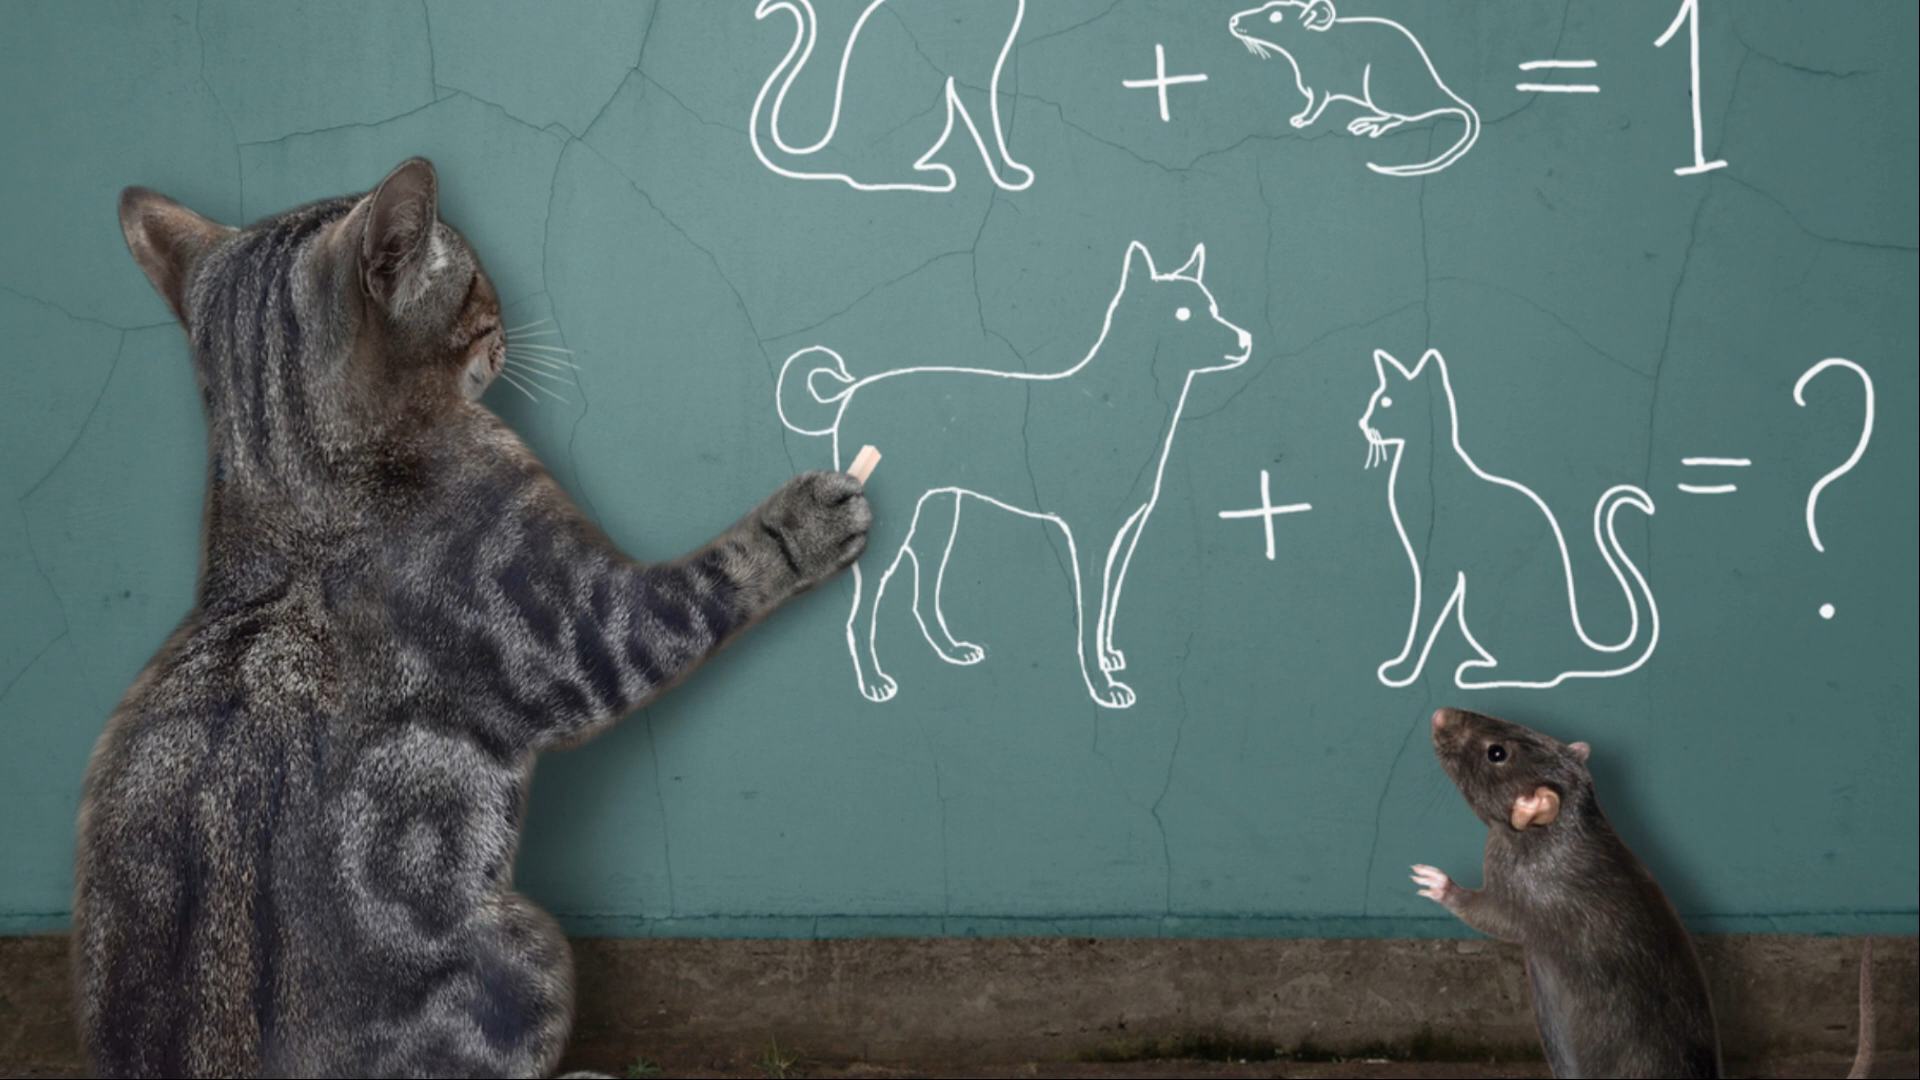 + = 1
+ = ?